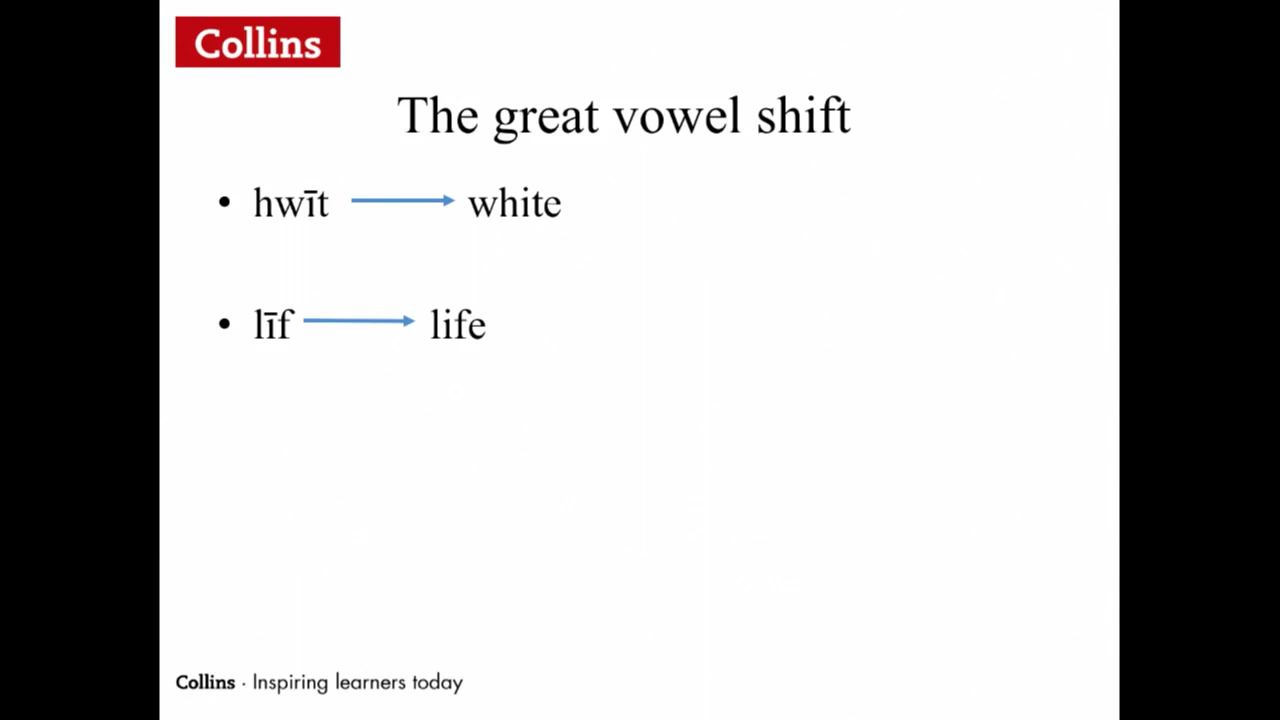 Collins
The great vowel shift
• hwīt → white
• līf → life
Collins · Inspiring learners today